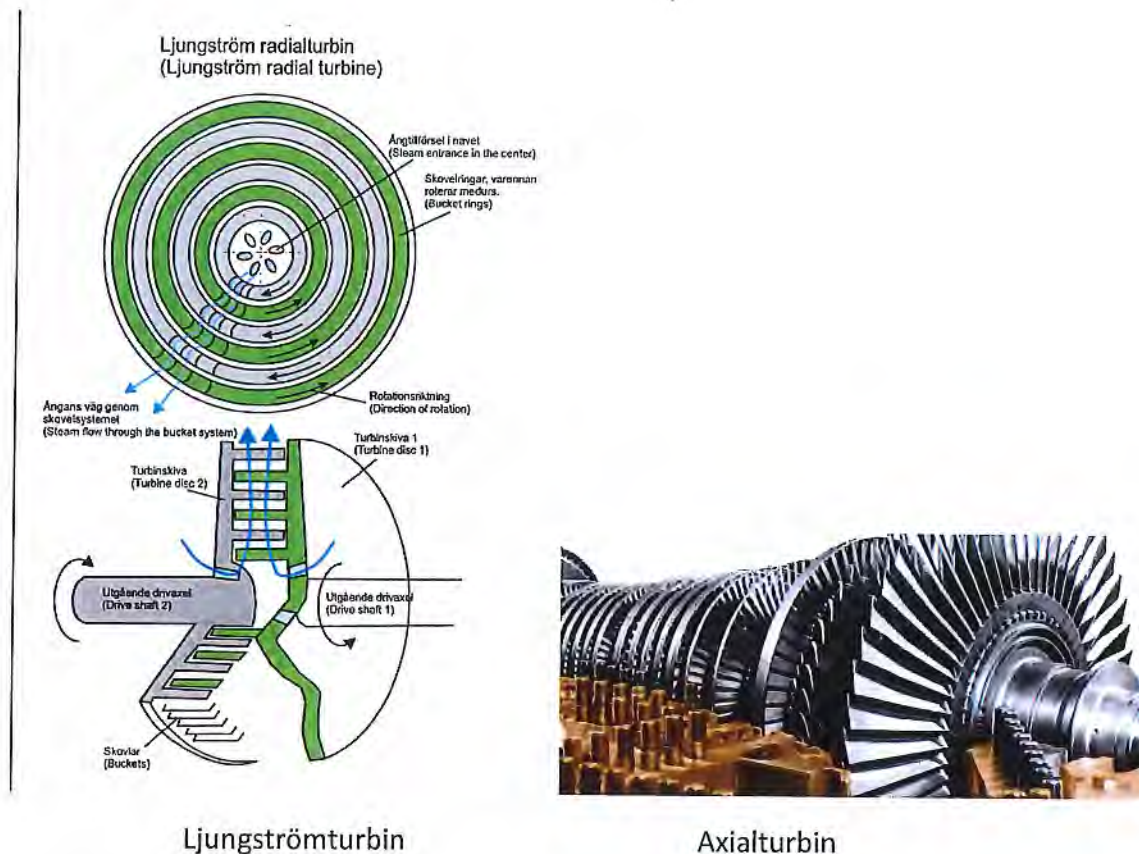 Ljungström radialturbin
(Ljungström radial turbine)
Ångtillförsel i navet
(Steam entrance in the center)
Skovelringar, varannan
roterar medurs.
(Bucket rings)
Rotationsriktning
(Direction of rotation)
Ångans väg genom
skovelsystemet
(Steam flow through the bucket system)
Turbinskiva 1
(Turbine disc 1)
Turbinskiva
(Turbine disc 2)
Utgående drivaxel
(Drive shaft 2)
Utgående drivaxel
(Drive shaft 1)
Skovlar
(Buckets)
Ljungströmturbin
Axialturbin